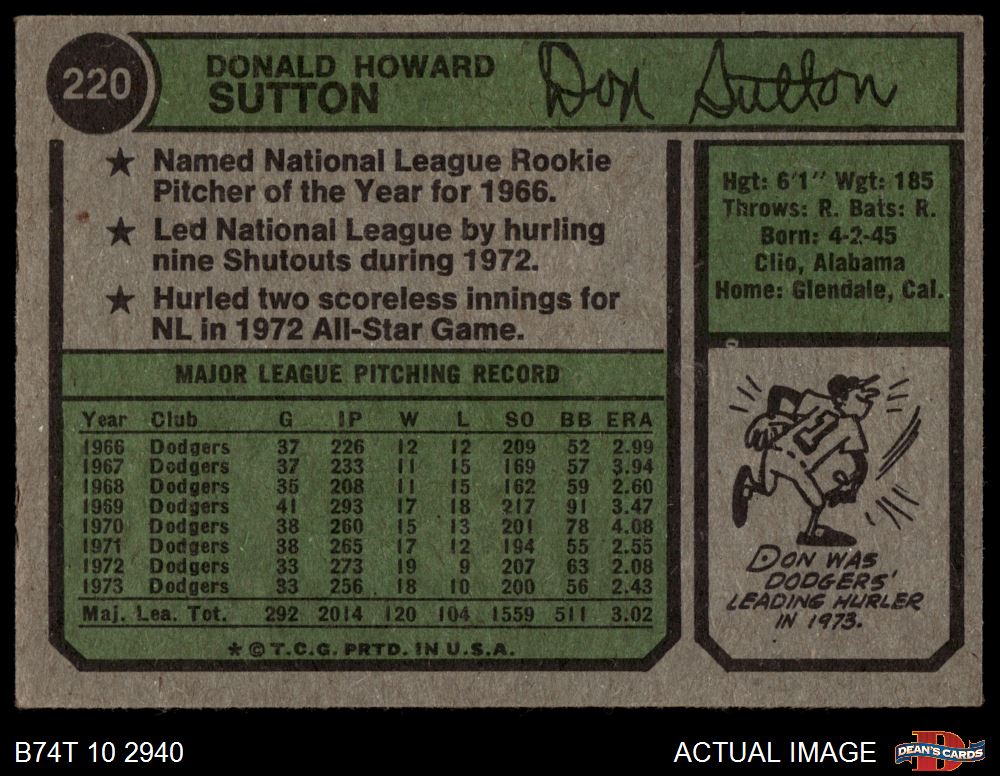 220
DONALD HOWARD
SUTTON
Don Sutton
★ Named National League Rookie
Pitcher of the Year for 1966.
★ Led National League by hurling
nine Shutouts during 1972.
★ Hurled two scoreless innings for
NL in 1972 All-Star Game.
Hgt: 6'1" Wgt: 185
Throws: R. Bats: R.
Born: 4-2-45
Clio, Alabama
Home: Glendale, Cal.
MAJOR LEAGUE PITCHING RECORD
Year Club G IP W L SO BB ERA
1966 Dodgers 37 226 12 12 209 52 2.99
1967 Dodgers 37 233 11 15 169 57 3.94
1968 Dodgers 35 208 11 15 162 59 2.60
1969 Dodgers 41 293 17 18 217 91 3.47
1970 Dodgers 38 260 15 13 201 78 4.08
1971 Dodgers 38 265 17 12 194 55 2.55
1972 Dodgers 33 273 19 9 207 63 2.08
1973 Dodgers 33 256 18 10 200 56 2.43
Maj. Lea. Tot. 292 2014 120 104 1559 511 3.02
* © T.C.G. PRTD. IN U.S.A.
DON WAS
DODGERS'
LEADING HURLER
IN 1973.
B74T 10 2940
ACTUAL IMAGE
DEAN'S CARDS